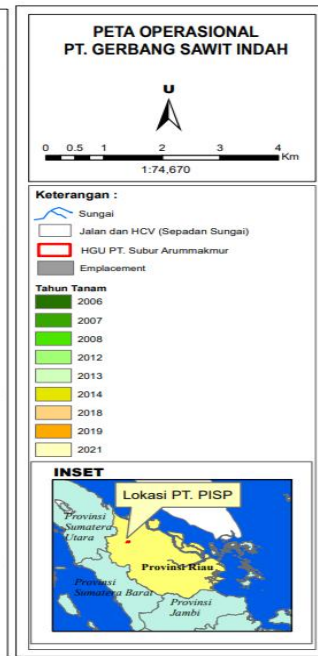 PETA OPERASIONAL
PT. GERBANG SAWIT INDAH
U
0 0.5 1 2 3 4
Km
1:74,670
Keterangan :
Sungai
Jalan dan HCV (Sepadan Sungai)
HGU PT. Subur Arummakmur
Emplacement
Tahun Tanam
2006
2007
2008
2012
2013
2014
2018
2019
2021
INSET
Lokasi PT. PISP
Provinsi
Sumatera
Utara
Provinsi Riau
Provinsi
Sumatera Barat
Provinsi
Jambi